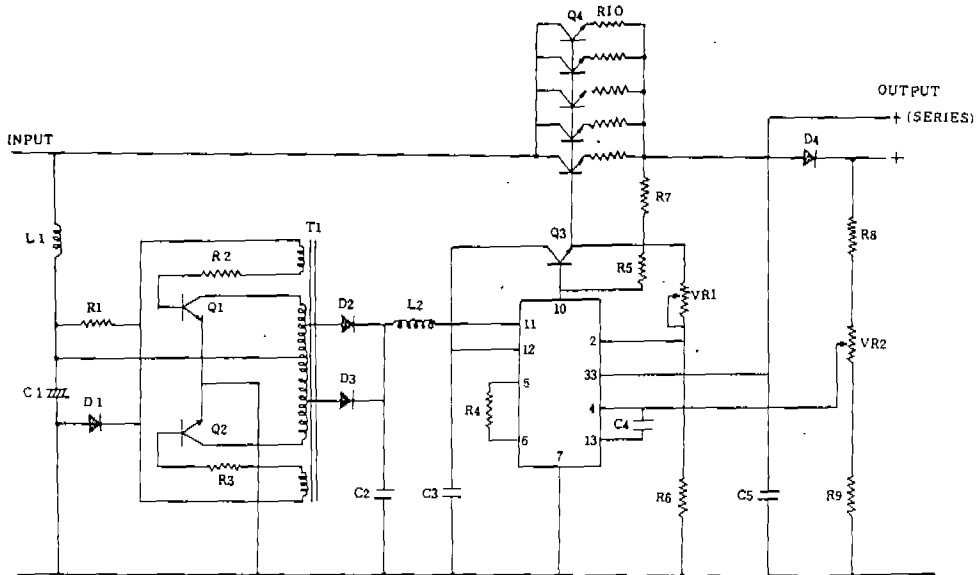 Q4
R10
OUTPUT
+ (SERIES)
INPUT
D4
+
L1
T1
R7
Q3
R8
R2
R5
VR1
R1
Q1
D2
L2
10
11
2
VR2
12
33
C1
D1
D3
5
R4
4
C4
Q2
6
13
7
R3
C2
C3
R6
C5
R9